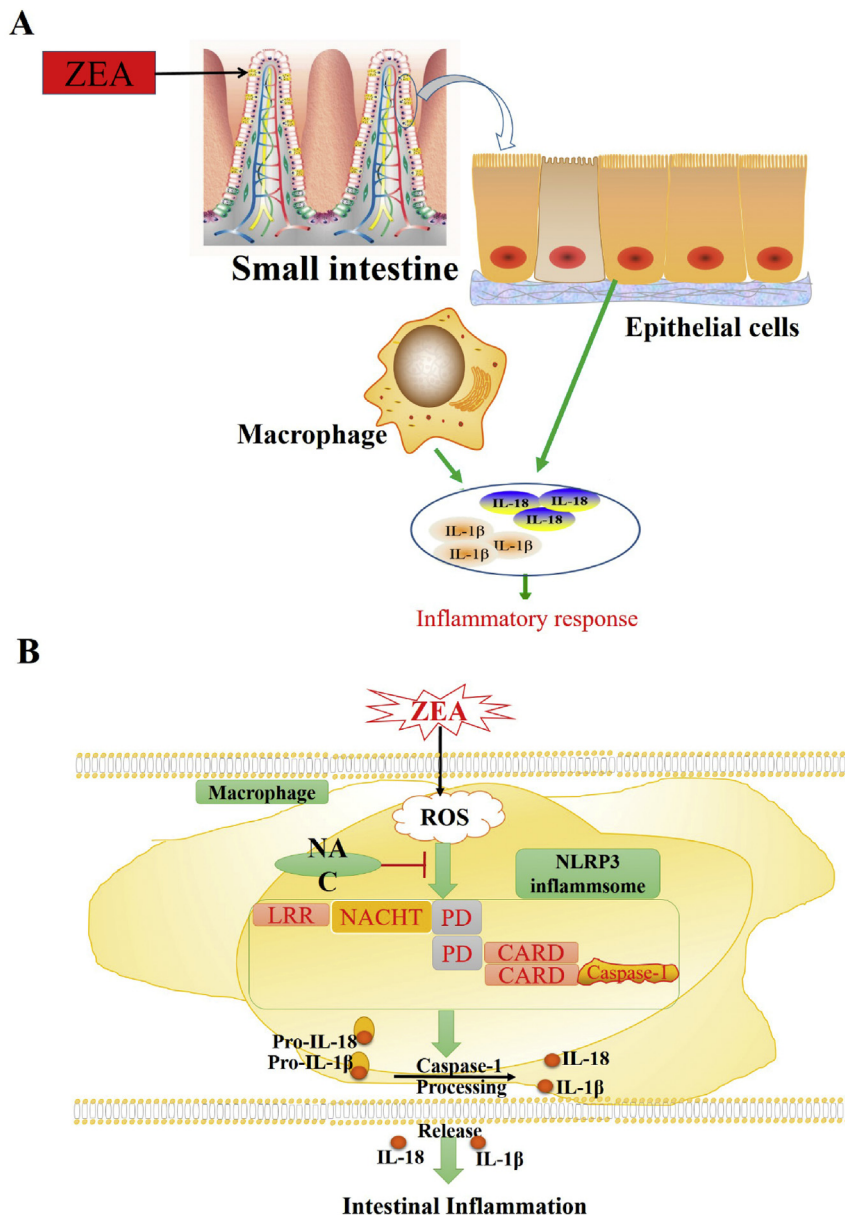 A
ZEA
Small intestine
Epithelial cells
Macrophage
IL-18
IL-18
IL-18
IL-1β
IL-1β
IL-1β
Inflammatory response
B
ZEA
Macrophage
ROS
NA
C
NLRP3
inflammsome
LRR
NACHT
PD
PD
CARD
CARD
Caspase-1
Pro-IL-18
Pro-IL-1β
Caspase-1
Processing
IL-18
IL-1β
Release
IL-18
IL-1β
Intestinal Inflammation